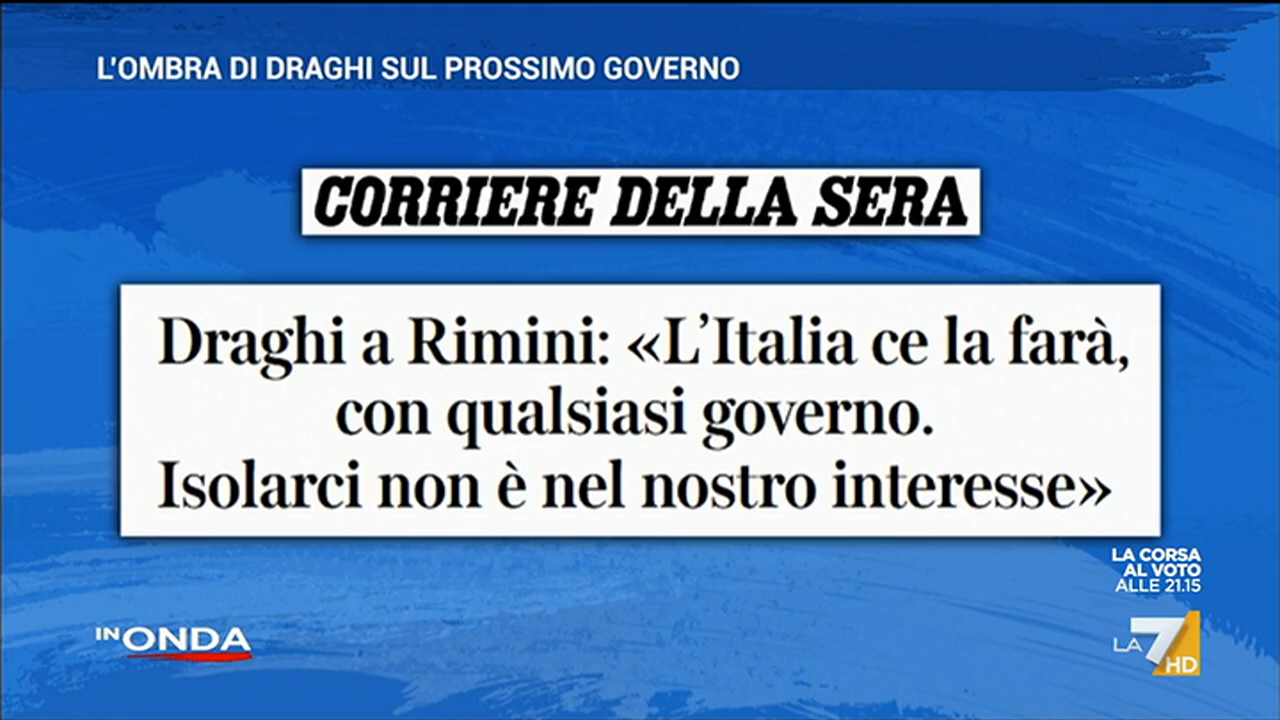 L'OMBRA DI DRAGHI SUL PROSSIMO GOVERNO
CORRIERE DELLA SERA
Draghi a Rimini: «L’Italia ce la farà,
con qualsiasi governo.
Isolarci non è nel nostro interesse»
LA CORSA
AL VOTO
ALLE 21.15
IN ONDA
LA 7 HD